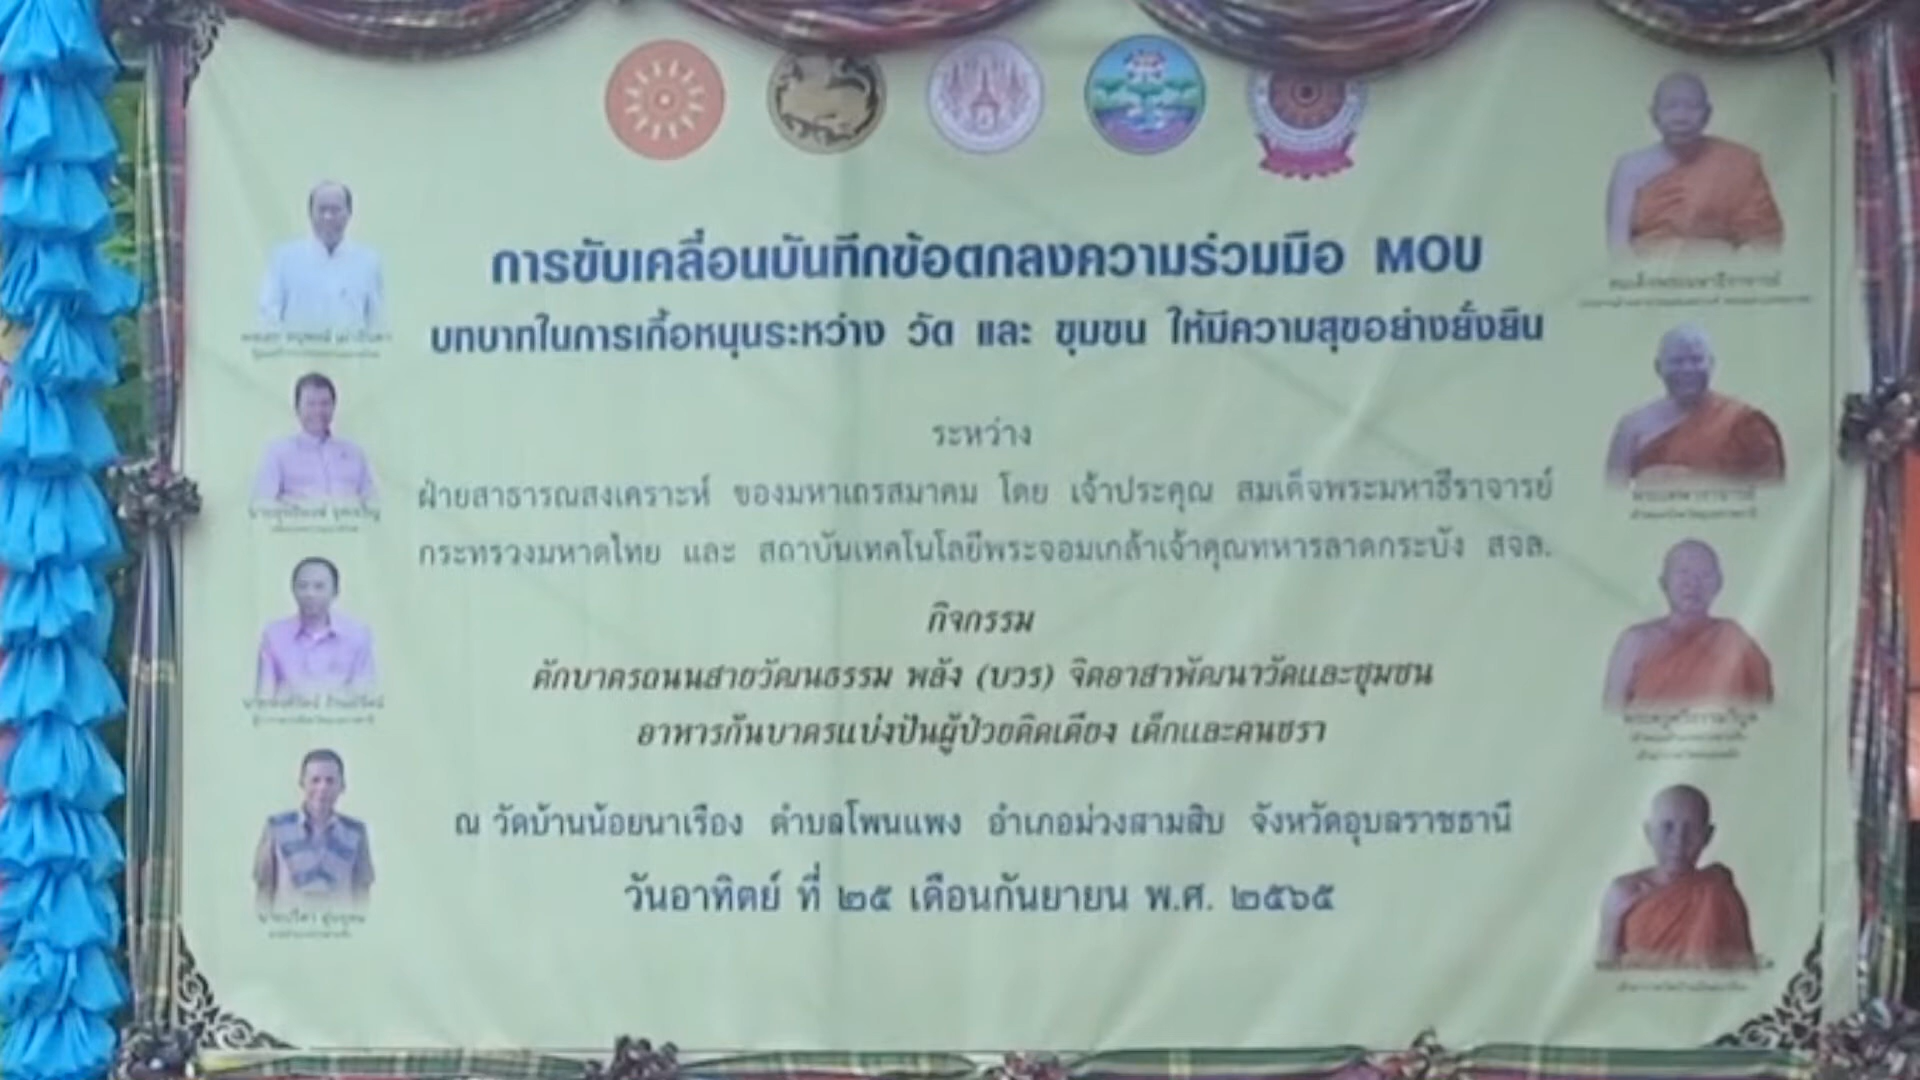 การขับเคลื่อนบันทึกข้อตกลงความร่วมมือ MOU
บทบาทในการเกื้อหนุนระหว่าง วัด และ ชุมชน ให้มีความสุขอย่างยั่งยืน
ระหว่าง
ฝ่ายสาธารณสงเคราะห์ ของมหาเถรสมาคม โดย เจ้าประคุณ สมเด็จพระมหาธีราจารย์
กระทรวงมหาดไทย และ สถาบันเทคโนโลยีพระจอมเกล้าเจ้าคุณทหารลาดกระบัง สจล.
กิจกรรม
ตักบาตรถนนสายวัฒนธรรม พลัง (บวร) จิตอาสาพัฒนาวัดและชุมชน
อาหารก้นบาตรแบ่งปันผู้ป่วยติดเตียง เด็กและคนชรา
ณ วัดบ้านน้อยนาเรือง ตำบลโพนแพง อำเภอม่วงสามสิบ จังหวัดอุบลราชธานี
วันอาทิตย์ ที่ ๒๕ เดือนกันยายน พ.ศ. ๒๕๖๕
สมเด็จพระมหาธีราจารย์